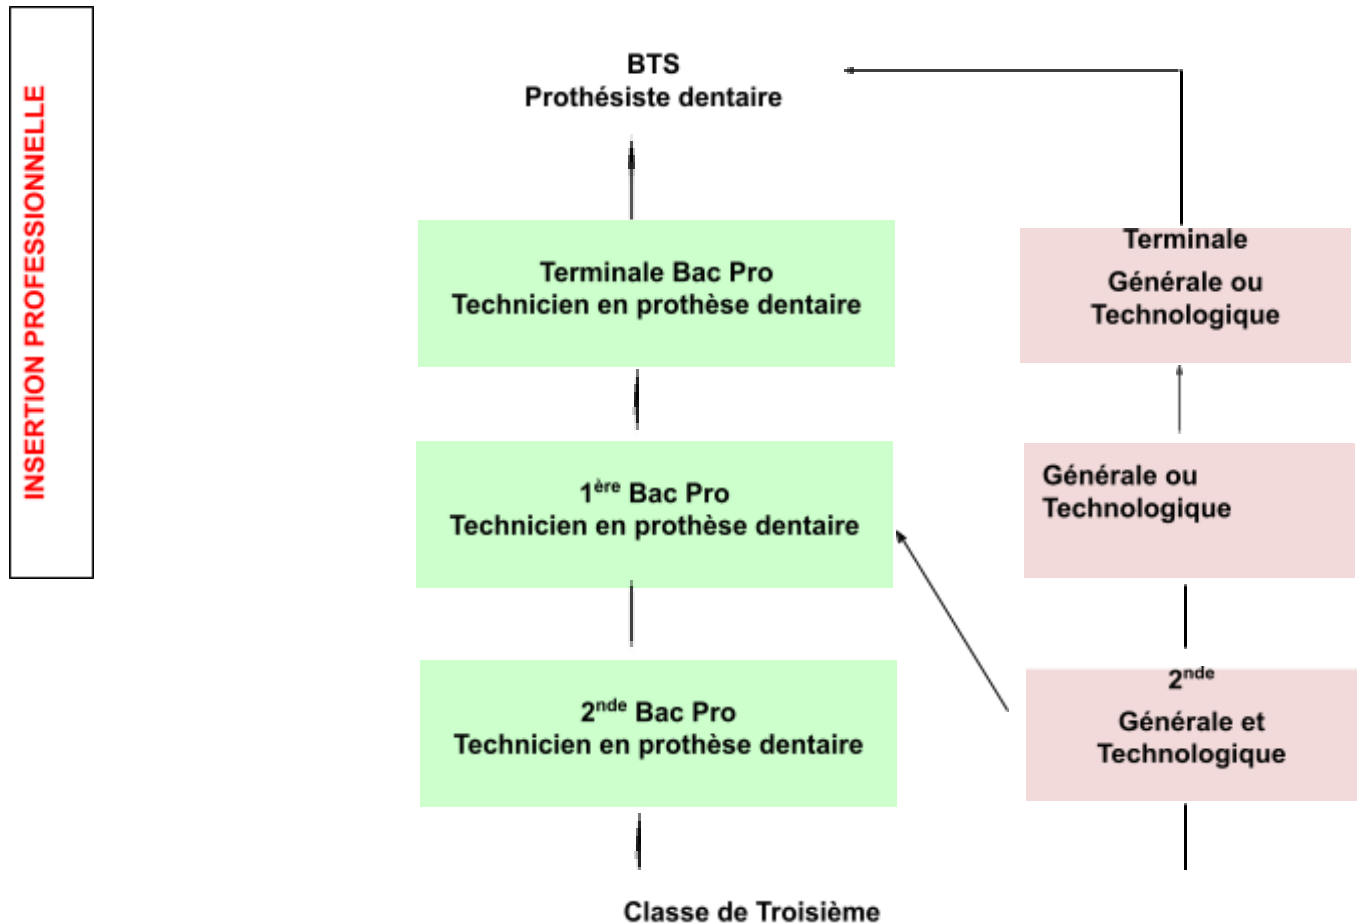 INSERTION PROFESSIONNELLE
BTS
Prothésiste dentaire
Terminale Bac Pro
Technicien en prothèse dentaire
Terminale
Générale ou
Technologique
1ère Bac Pro
Technicien en prothèse dentaire
Générale ou
Technologique
2nde Bac Pro
Technicien en prothèse dentaire
2nde
Générale et
Technologique
Classe de Troisième